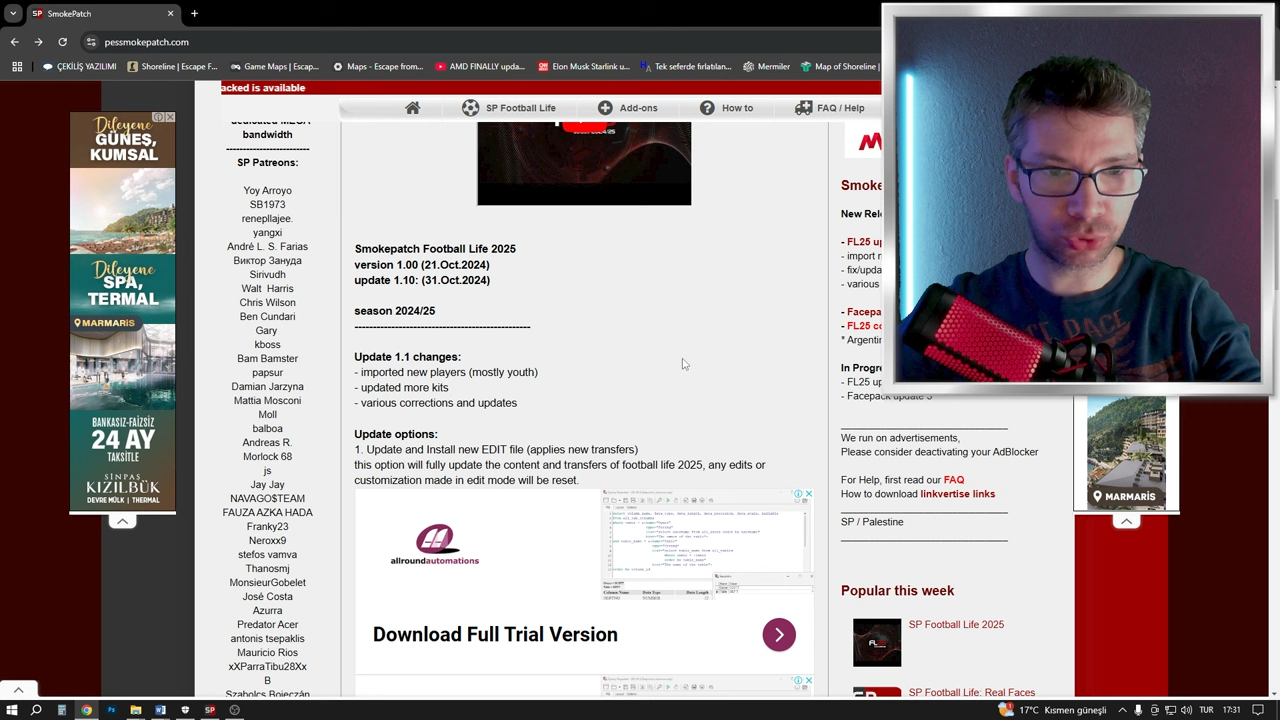 SmokePatch
pessmokepatch.com
ÇEKİLİŞ YAZILIMI
Shoreline | Escape F...
Game Maps | Escap...
Maps - Escape from...
AMD FINALLY upda...
Elon Musk Starlink u...
Tek seferde fırlatılan...
Mermiler
Map of Shoreline |
acked is available
SP Football Life
Add-ons
How to
FAQ / Help
dedicated MEGA
bandwidth
SP Patreons:
Yoy Arroyo
SB1973
renepllajee.
yangxi
André L. S. Farias
Виктор Зануда
Sirivudh
Walt Harris
Chris Wilson
Ben Cundari
Gary
kboss
Bam Bamster
papsur
Damian Jarzyna
Mattia Mosconi
Moll
balboa
Andreas R.
Morlock 68
js
Jay Jay
NAVAGO$TEAM
FAUZA AZKA HADA
Franky23
Neroxx9
stefos vamva
Thanosmj
MonsieurGobelet
José Costa
Azurra
Predator Acer
antonis tsepaklis
Mauricio Rios
xXParraTibu28Xx
B
Szabolcs Bojeczán
Dileyene
GÜNEŞ,
KUMSAL
Dileyene
SPA,
TERMAL
MARMARİS
BANKASIZ-FAİZSİZ
24 AY
TAKSİTLE
SİNPAŞ
KIZILBÜK
DEVRE MÜLK | THERMAL
Smokepatch Football Life 2025
version 1.00 (21.Oct.2024)
update 1.10: (31.Oct.2024)
season 2024/25
Update 1.1 changes:
- imported new players (mostly youth)
- updated more kits
- various corrections and updates
Update options:
1. Update and Install new EDIT file (applies new transfers)
this option will fully update the content and transfers of football life 2025, any edits or
customization made in edit mode will be reset.
allroundautomations
Download Full Trial Version
Smoke
New Rel
- FL25 up
- import r
- fix/upda
- various
- Facepa
- FL25 co
* Argentin
In Progre
- FL25 up
- Facepack update 3
We run on advertisements,
Please consider deactivating your AdBlocker
For Help, first read our FAQ
How to download linkvertise links
SP / Palestine
Popular this week
SP Football Life 2025
SP Football Life: Real Faces
MARMARİS
17°C Kısmen güneşli
TUR
17:31